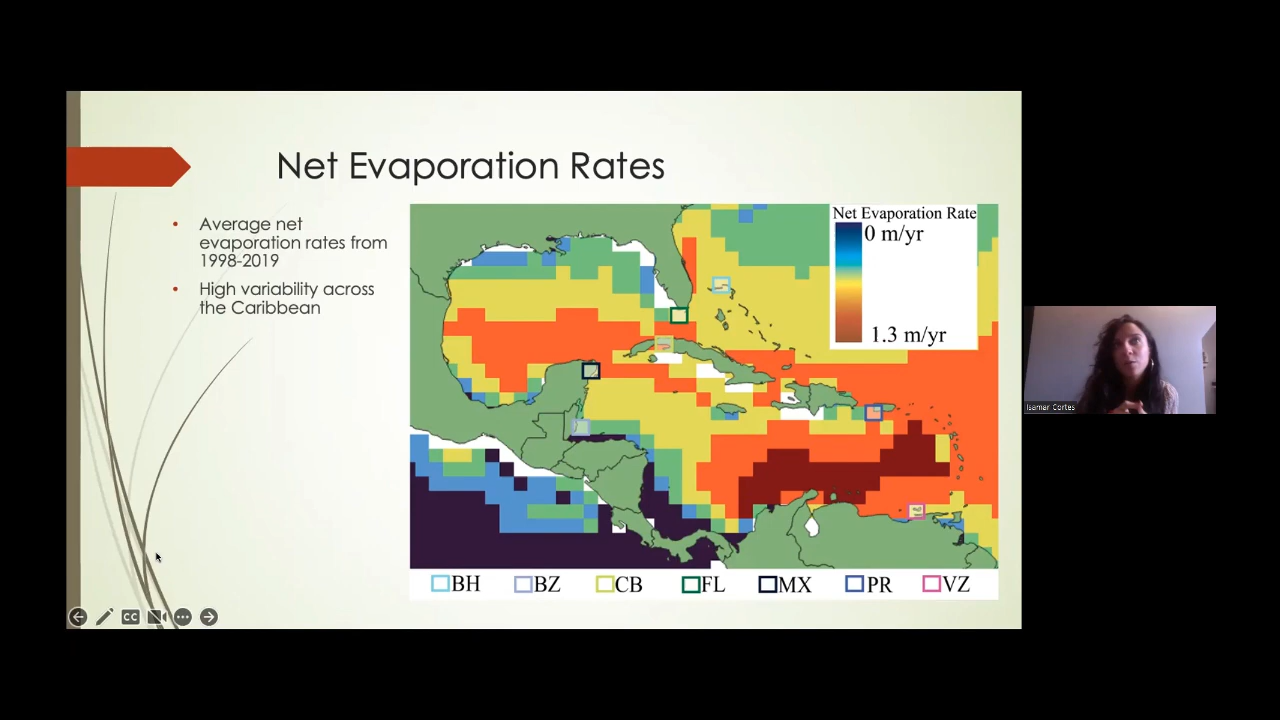 Net Evaporation Rates
• Average net
evaporation rates from
1998-2019
• High variability across
the Caribbean
Net Evaporation Rate
0 m/yr
1.3 m/yr
BH BZ CB FL MX PR VZ
CC
Isamar Cortes